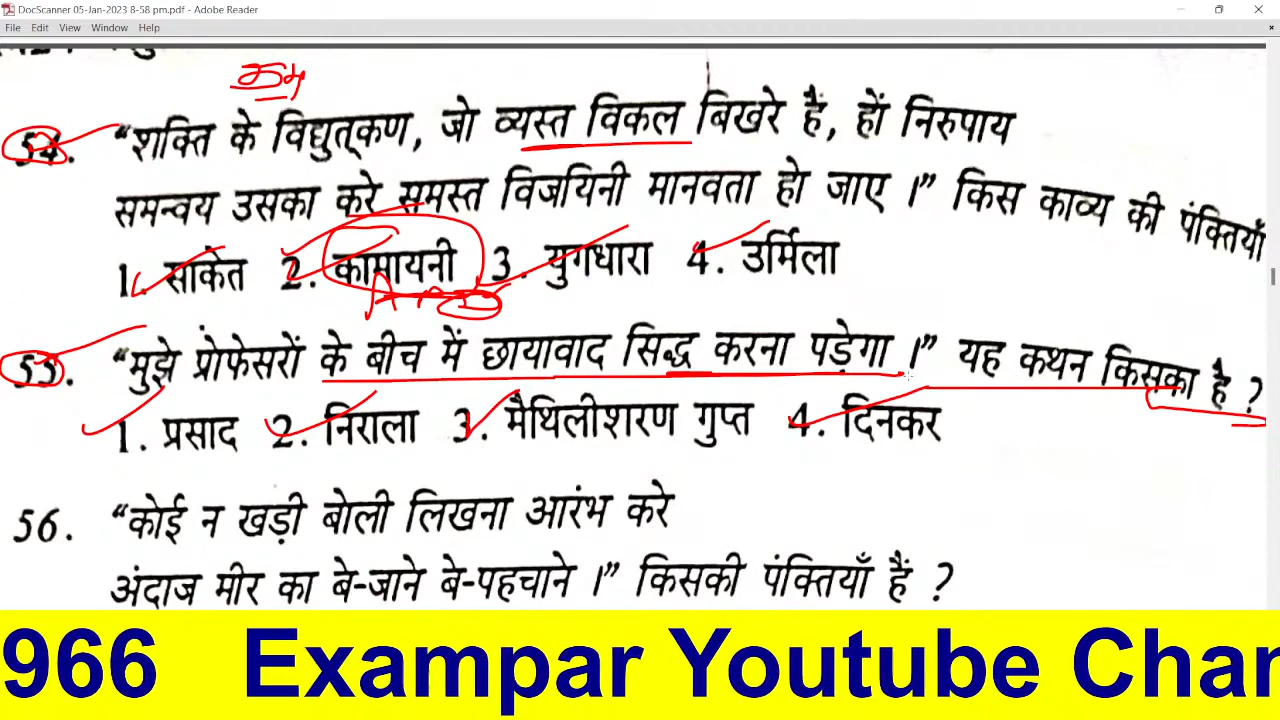 DocScanner 05-Jan-2023 8-58 pm.pdf - Adobe Reader
File Edit View Window Help
54. “शक्ति के विद्युत्कण, जो व्यस्त विकल बिखरे हैं, हों निरुपाय
समन्वय उसका करे समस्त विजयिनी मानवता हो जाए।” किस काव्य की पंक्तियाँ
1. साकेत 2. कामायनी 3. युगधारा 4. उर्मिला
Ans
55. “मुझे प्रोफेसरों के बीच में छायावाद सिद्ध करना पड़ेगा।” यह कथन किसका है ?
1. प्रसाद 2. निराला 3. मैथिलीशरण गुप्त 4. दिनकर
56. “कोई न खड़ी बोली लिखना आरंभ करे
अंदाज मीर का बे-जाने बे-पहचाने।” किसकी पंक्तियाँ हैं ?
966 Exampar Youtube Chan